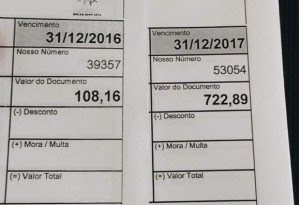 Vencimento
31/12/2016
Nosso Número
39357
Valor do Documento
108,16
(-) Desconto
(+) Mora / Multa
(=) Valor Total
Vencimento
31/12/2017
Nosso Número
53054
Valor do Documento
722,89
(-) Desconto
(+) Mora / Multa
(=) Valor Total